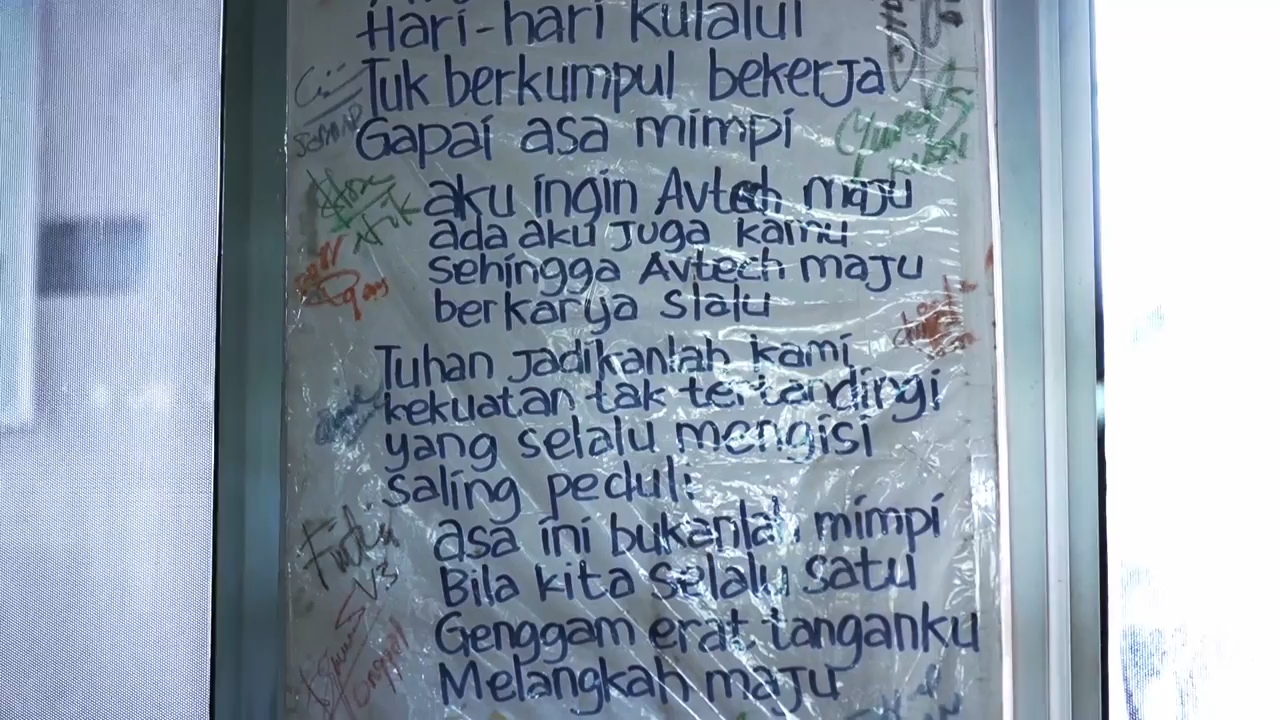 Hari-hari kulalui
Tuk berkumpul bekerja
Gapai asa mimpi
aku ingin Avtech maju
ada aku juga kamu
sehingga Avtech maju
berkarya slalu
Tuhan jadikanlah kami
kekuatan tak tertandingi
yang selalu mengisi
saling peduli
asa ini bukanlah mimpi
Bila kita selalu satu
Genggam erat tanganku
Melangkah maju